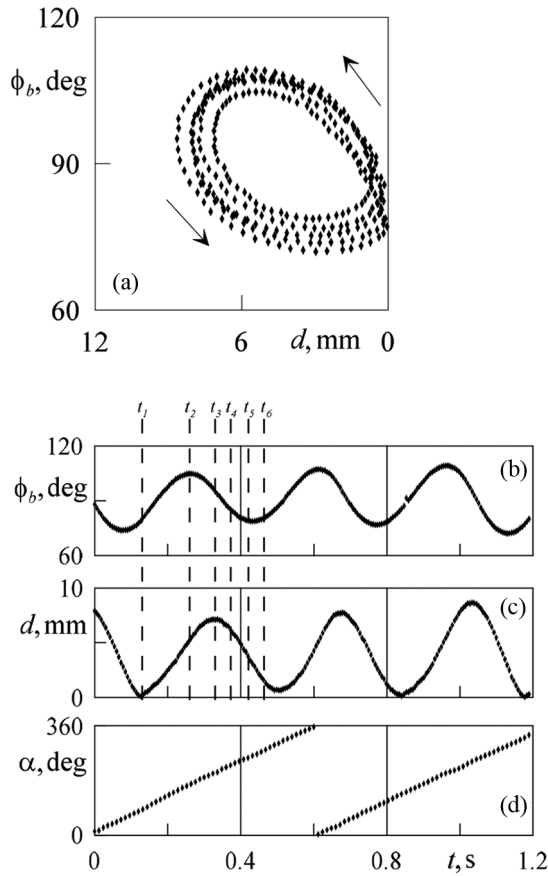 120
ϕb, deg
90
(a)
60
12 6 d, mm 0
t1 t2 t3 t4 t5 t6
120
(b)
ϕb, deg
60
10
(c)
d, mm
0
360
α, deg
(d)
0
0 0.4 0.8 t, s 1.2